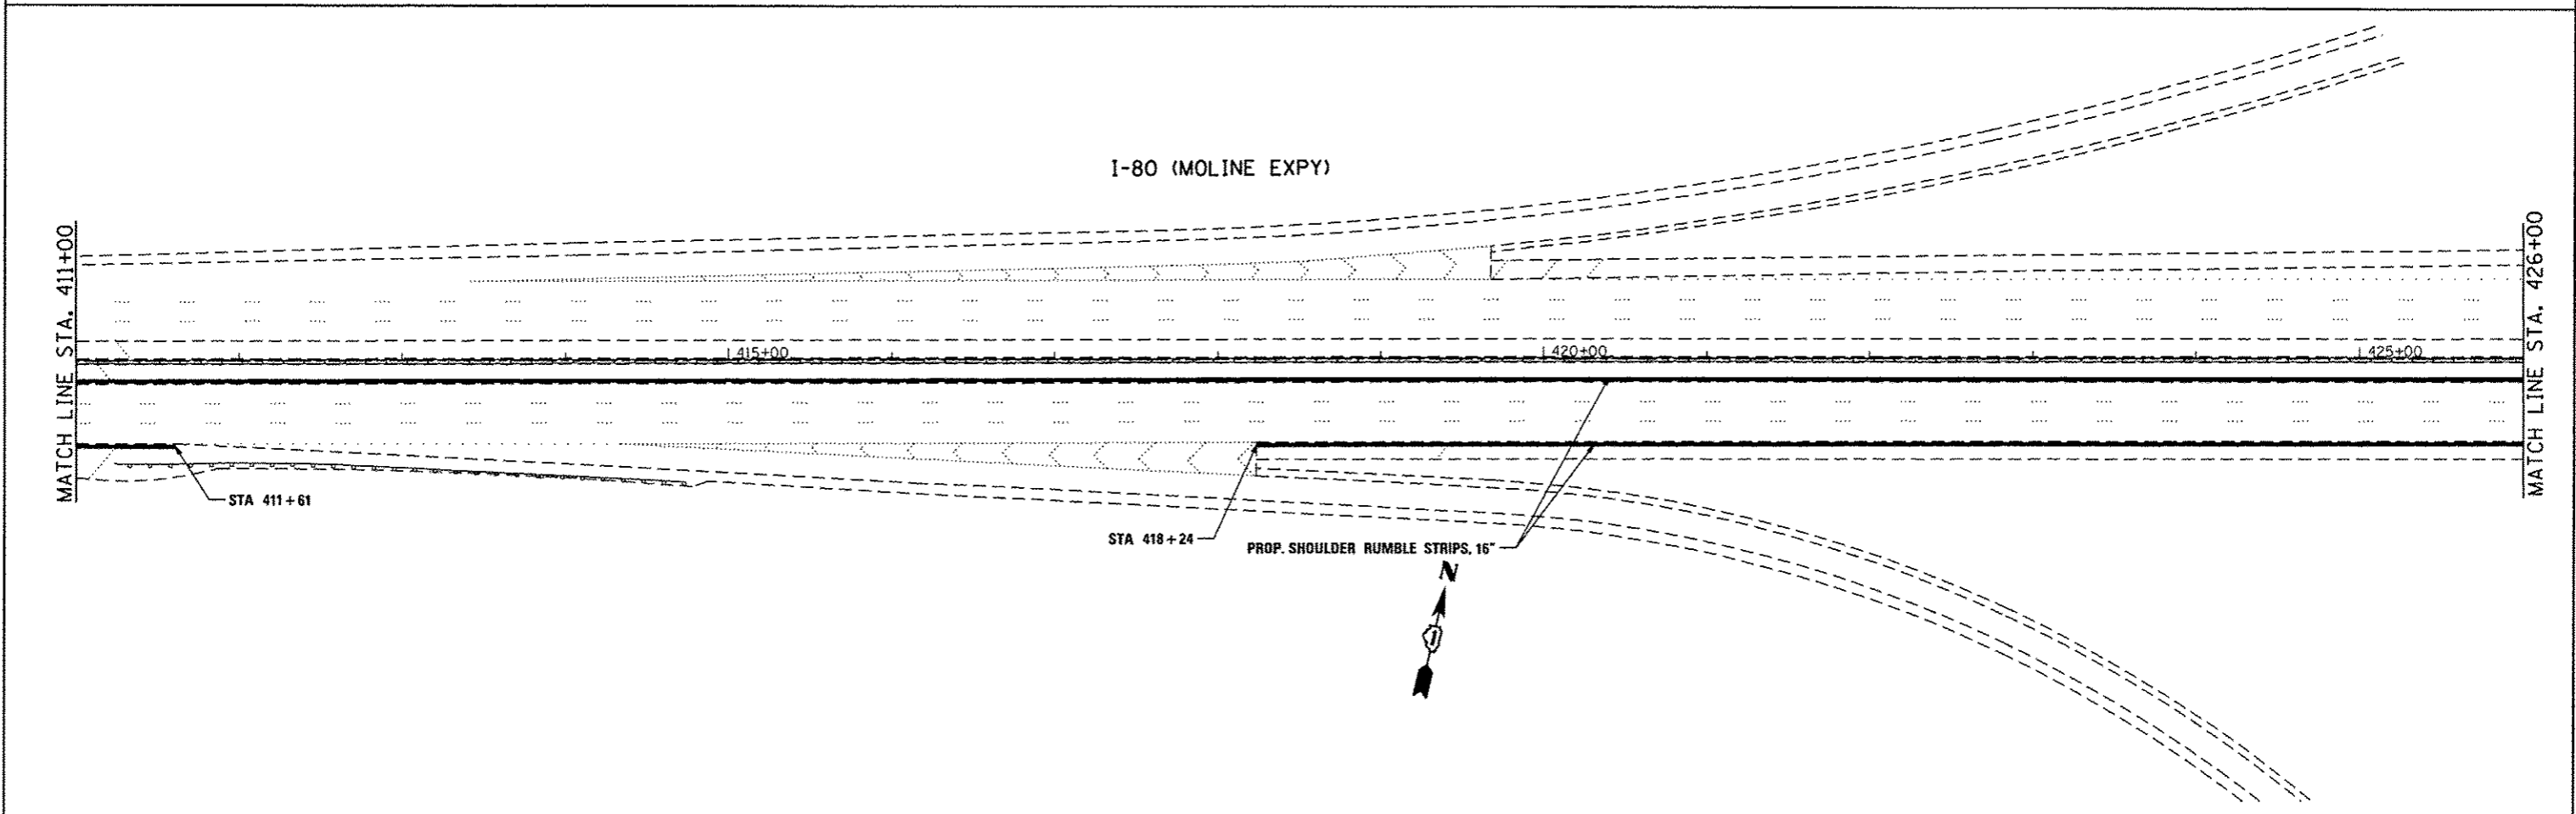 I-80 (MOLINE EXPY)
MATCH LINE STA. 411+00
MATCH LINE STA. 426+00
415+00
420+00
425+00
STA 411+61
STA 418+24
PROP. SHOULDER RUMBLE STRIPS, 16"
N